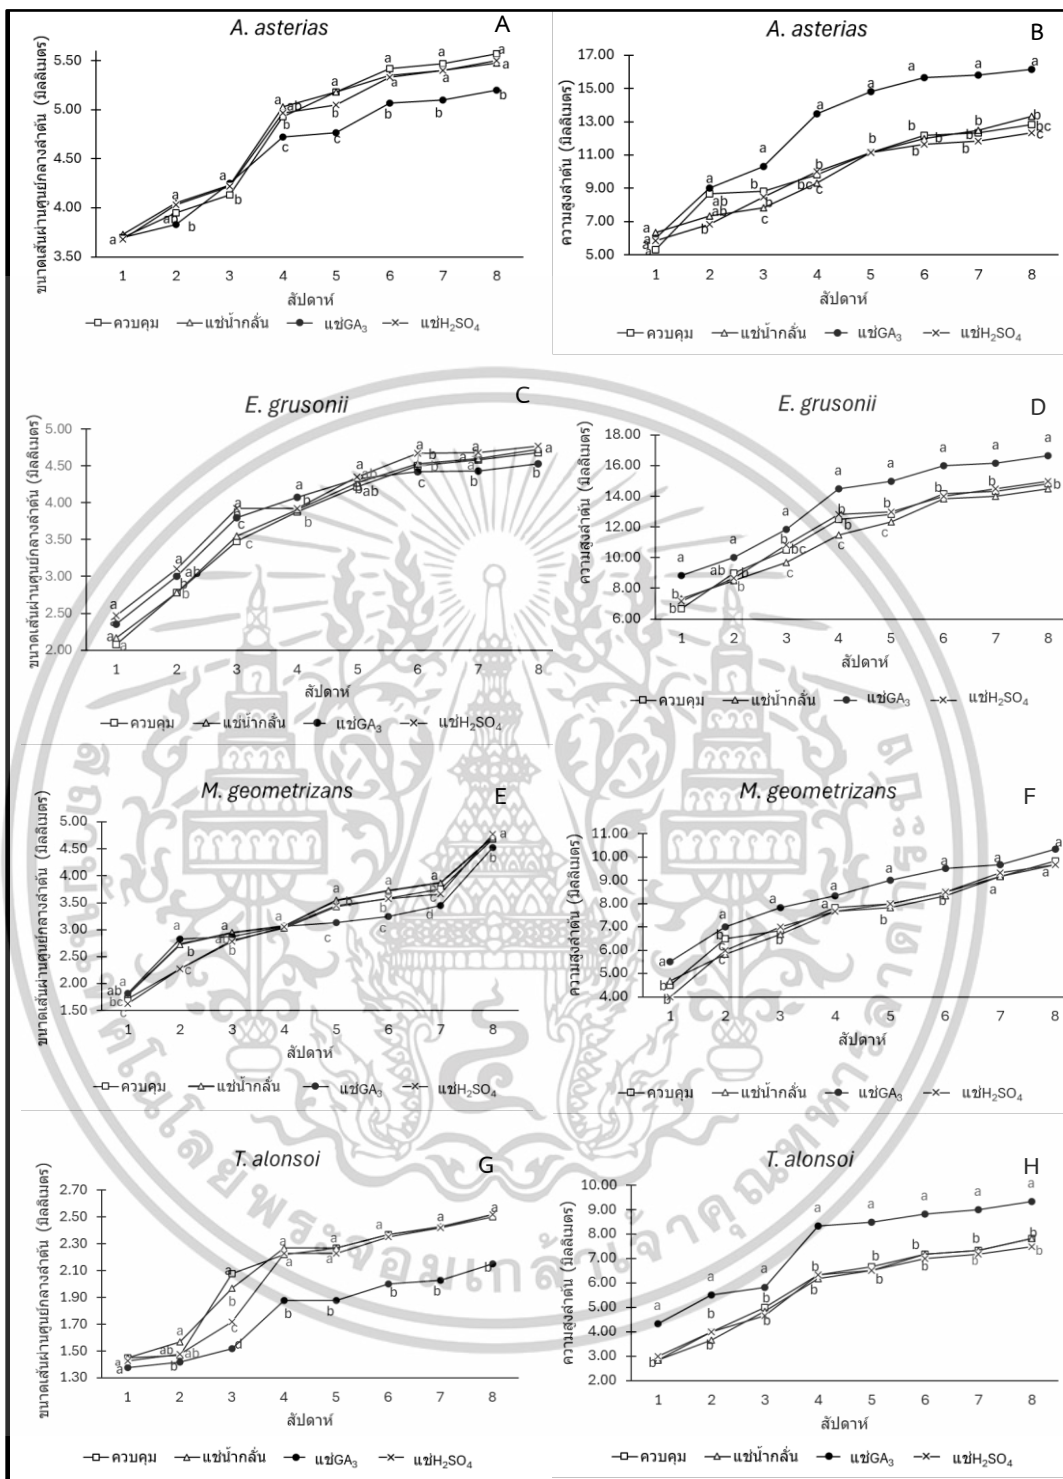 A. asterias
A
ขนาดเส้นผ่านศูนย์กลางลำต้น (มิลลิเมตร)
5.50
5.00
4.50
4.00
3.50
1 2 3 4 5 6 7 8
สัปดาห์
ควบคุม แช่น้ำกลั่น แช่GA3 แช่H2SO4
A. asterias
B
ความสูงลำต้น (มิลลิเมตร)
17.00
15.00
13.00
11.00
9.00
7.00
5.00
1 2 3 4 5 6 7 8
สัปดาห์
ควบคุม แช่น้ำกลั่น แช่GA3 แช่H2SO4
E. grusonii
C
ขนาดเส้นผ่านศูนย์กลางลำต้น (มิลลิเมตร)
5.00
4.50
4.00
3.50
3.00
2.50
2.00
1 2 3 4 5 6 7 8
สัปดาห์
ควบคุม แช่น้ำกลั่น แช่GA3 แช่H2SO4
E. grusonii
D
ความสูงลำต้น (มิลลิเมตร)
18.00
16.00
14.00
12.00
10.00
8.00
6.00
1 2 3 4 5 6 7 8
สัปดาห์
ควบคุม แช่น้ำกลั่น แช่GA3 แช่H2SO4
M. geometrizans
E
ขนาดเส้นผ่านศูนย์กลางลำต้น (มิลลิเมตร)
5.00
4.50
4.00
3.50
3.00
2.50
2.00
1.50
1 2 3 4 5 6 7 8
สัปดาห์
ควบคุม แช่น้ำกลั่น แช่GA3 แช่H2SO4
M. geometrizans
F
ความสูงลำต้น (มิลลิเมตร)
11.00
10.00
9.00
8.00
7.00
6.00
5.00
4.00
1 2 3 4 5 6 7 8
สัปดาห์
ควบคุม แช่น้ำกลั่น แช่GA3 แช่H2SO4
T. alonsoi
G
ขนาดเส้นผ่านศูนย์กลางลำต้น (มิลลิเมตร)
2.70
2.50
2.30
2.10
1.90
1.70
1.50
1.30
1 2 3 4 5 6 7 8
สัปดาห์
ควบคุม แช่น้ำกลั่น แช่GA3 แช่H2SO4
T. alonsoi
H
ความสูงลำต้น (มิลลิเมตร)
10.00
9.00
8.00
7.00
6.00
5.00
4.00
3.00
2.00
1 2 3 4 5 6 7 8
สัปดาห์
ควบคุม แช่น้ำกลั่น แช่GA3 แช่H2SO4